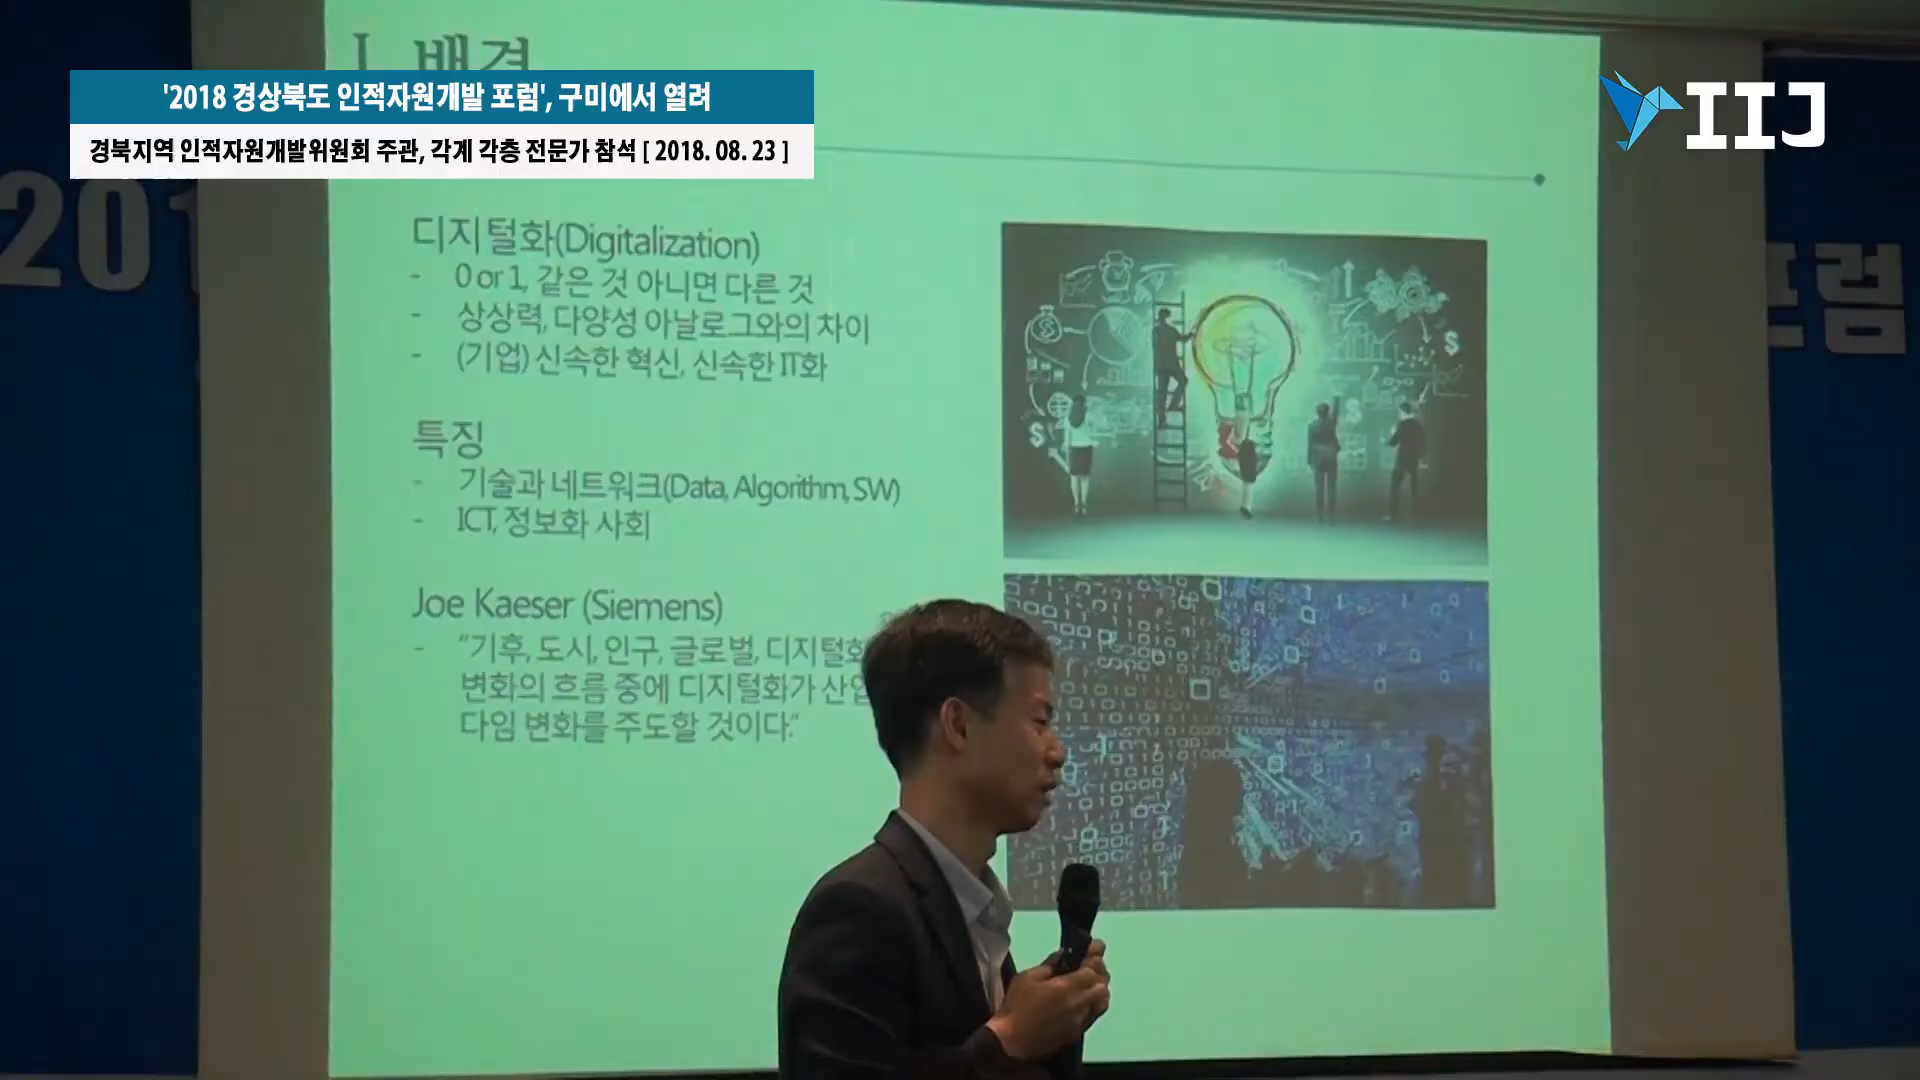 I. 배경
'2018 경상북도 인적자원개발 포럼', 구미에서 열려
경북지역 인적자원개발위원회 주관, 각계 각층 전문가 참석 [ 2018. 08. 23 ]
IIJ
201
포럼
디지털화(Digitalization)
- 0 or 1, 같은 것 아니면 다른 것
- 상상력, 다양성 아날로그와의 차이
- (기업) 신속한 혁신, 신속한 IT화
특징
- 기술과 네트워크(Data, Algorithm, SW)
- ICT, 정보화 사회
Joe Kaeser (Siemens)
- “기후, 도시, 인구, 글로벌, 디지털화
변화의 흐름 중에 디지털화가
다임 변화를 주도할 것이다.”